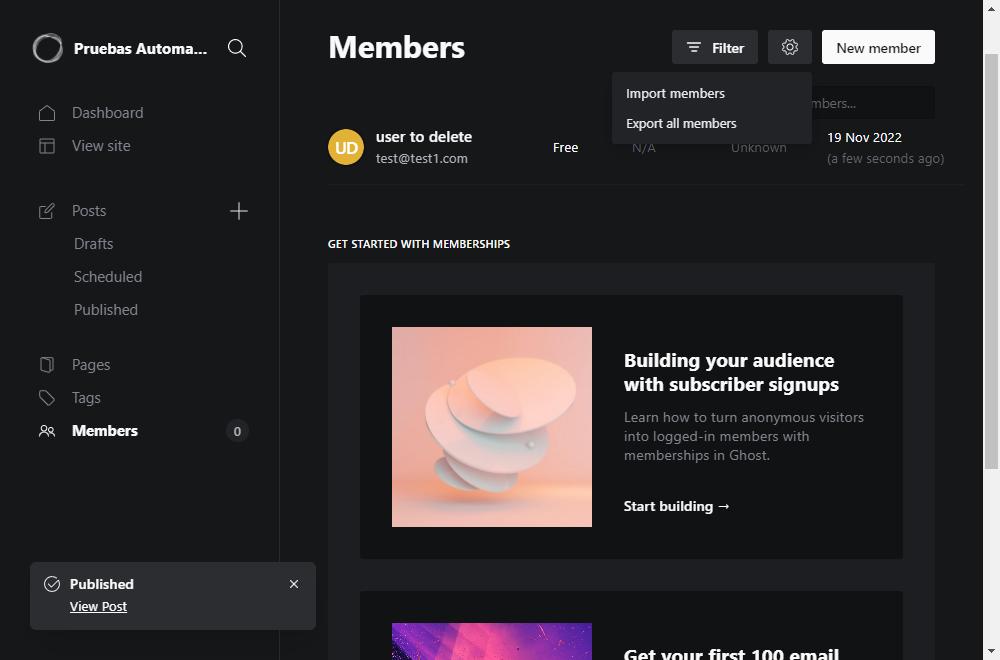 Pruebas Automa...
Dashboard
View site
Posts
Drafts
Scheduled
Published
Pages
Tags
Members
0
Published
View Post
Members
Filter
New member
Import members
Export all members
mbers...
UD
user to delete
test@test1.com
Free
N/A
Unknown
19 Nov 2022
(a few seconds ago)
GET STARTED WITH MEMBERSHIPS
Building your audience
with subscriber signups
Learn how to turn anonymous visitors
into logged-in members with
memberships in Ghost.
Start building →
Get your first 100 email